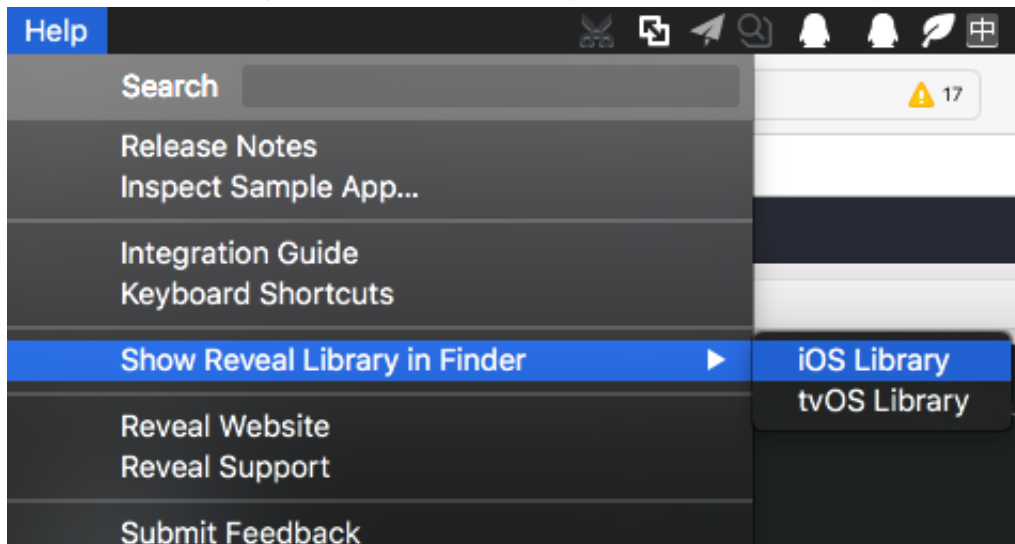 Help
中
Search
17
Release Notes
Inspect Sample App...
Integration Guide
Keyboard Shortcuts
Show Reveal Library in Finder
iOS Library
tvOS Library
Reveal Website
Reveal Support
Submit Feedback